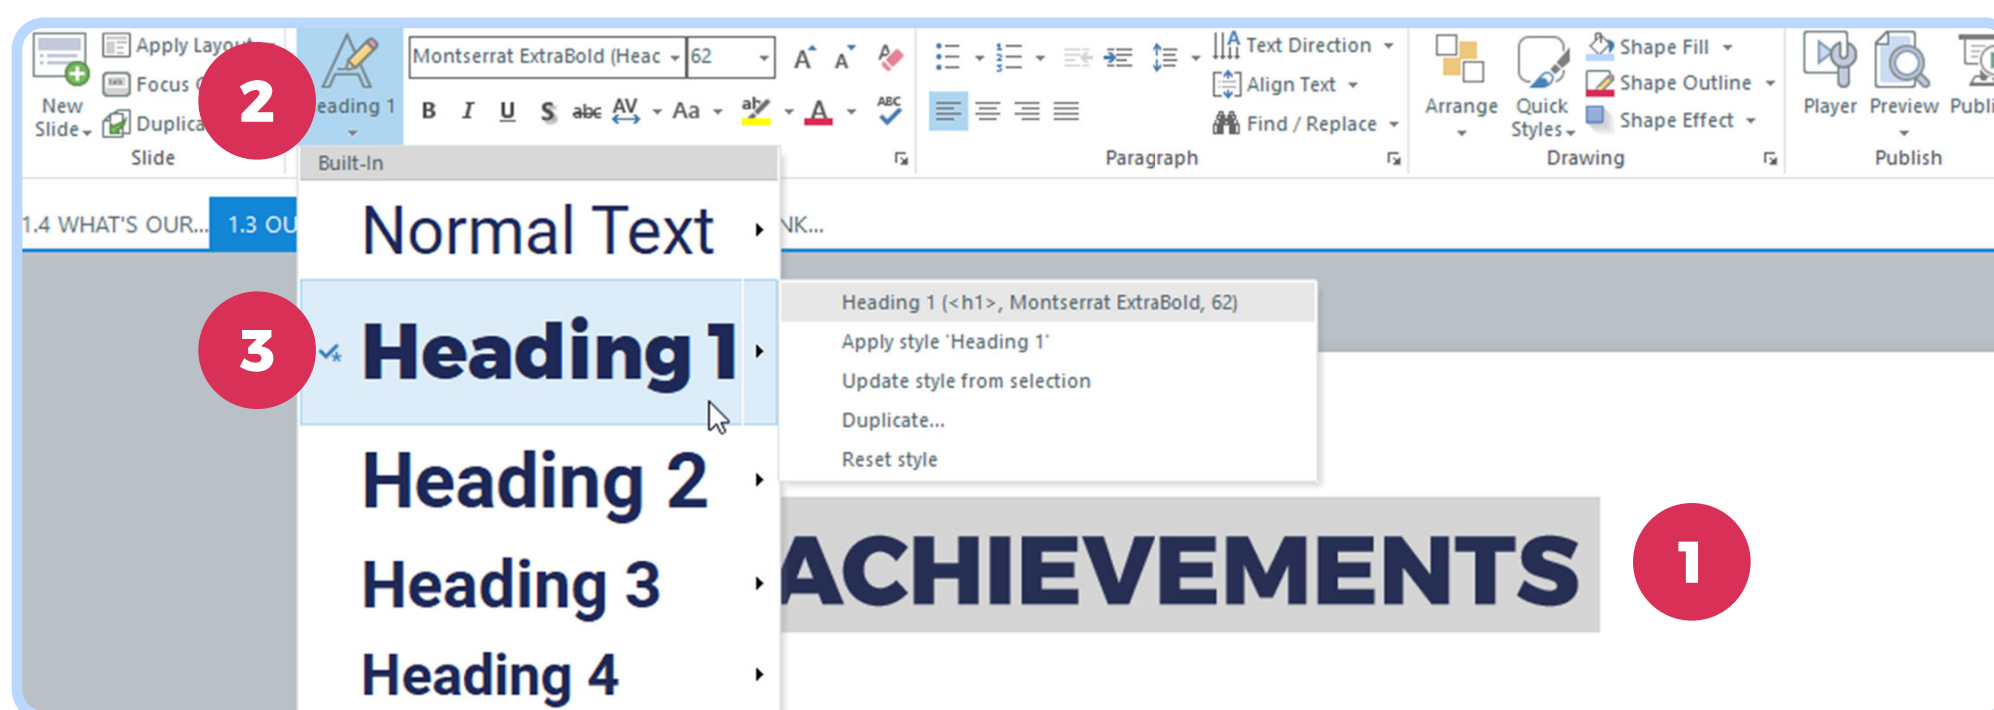 Apply Layout
Focus
Duplica
New
Slide
Slide
2
eading 1
Montserrat ExtraBold (Heac
62
A A
B I U S abc AV Aa aby A ABC
Text Direction
Align Text
Find / Replace
Paragraph
Arrange
Quick
Styles
Shape Fill
Shape Outline
Shape Effect
Drawing
Player
Preview
Publi
Publish
1.4 WHAT'S OUR...
1.3 OU
NK...
Built-In
Normal Text
3
Heading 1
Heading 2
Heading 3
Heading 4
Heading 1 (<h1>, Montserrat ExtraBold, 62)
Apply style 'Heading 1'
Update style from selection
Duplicate...
Reset style
ACHIEVEMENTS
1